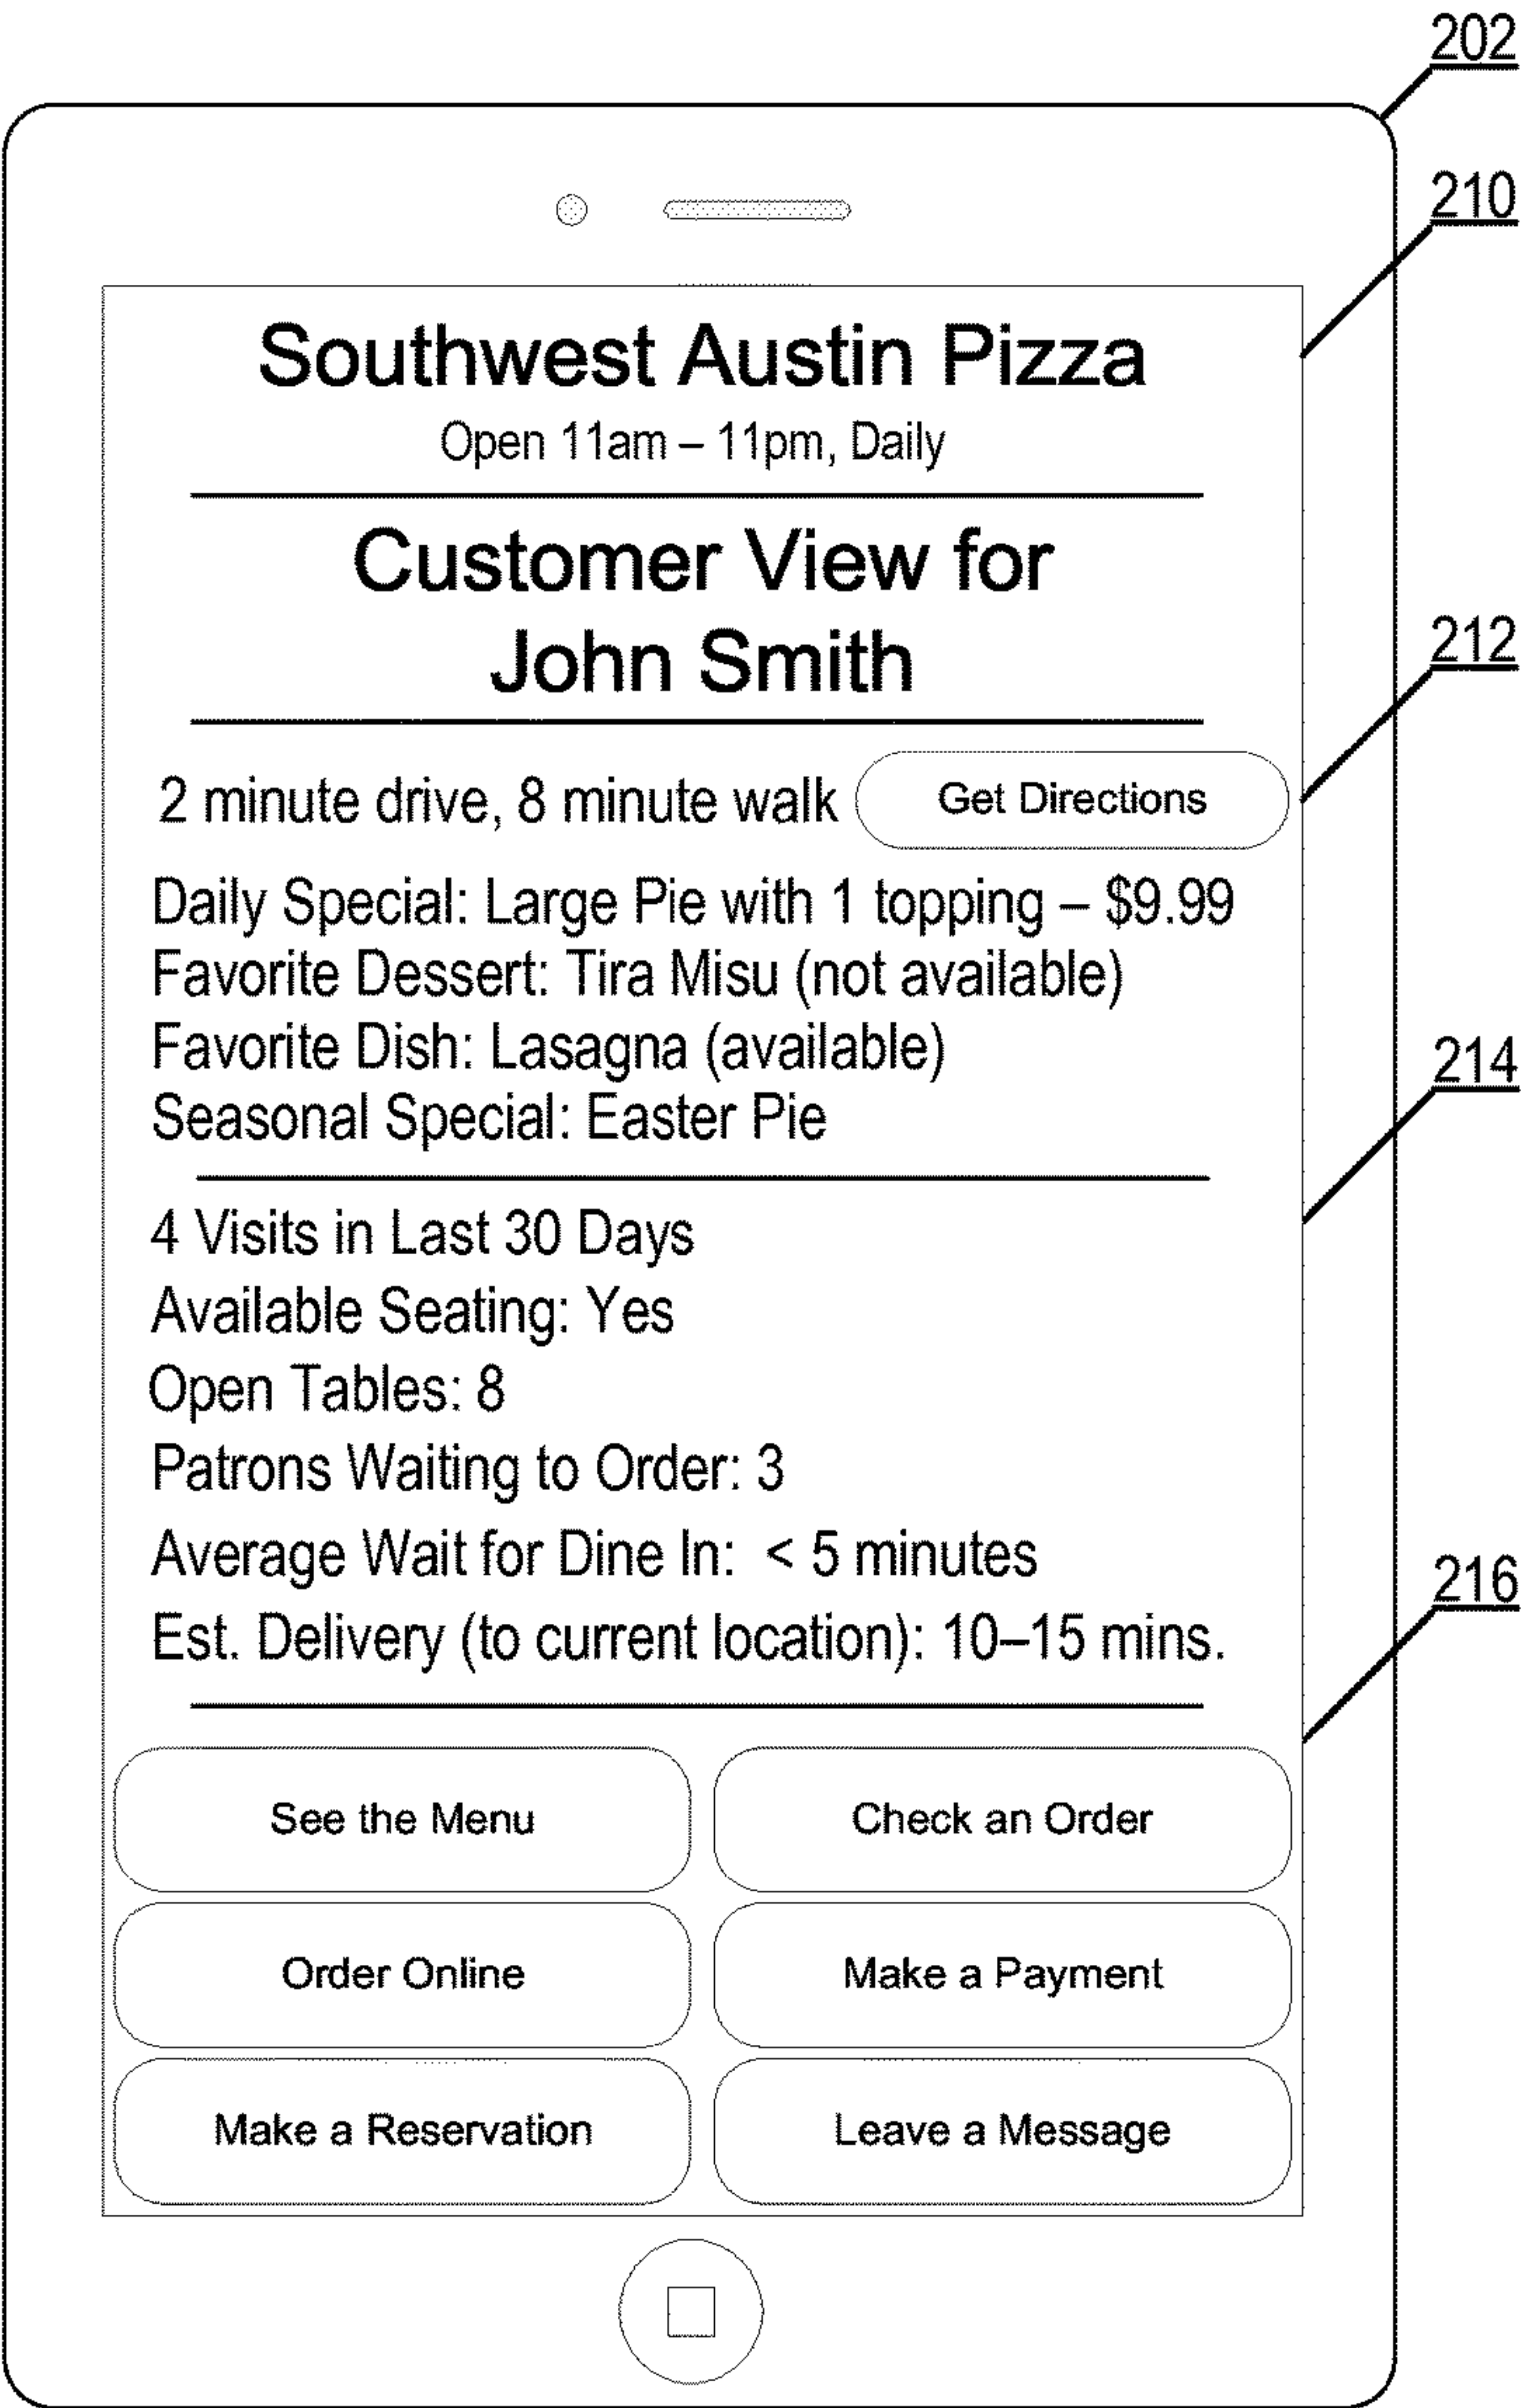 202
210
Southwest Austin Pizza
Open 11am – 11pm, Daily
Customer View for
John Smith
212
2 minute drive, 8 minute walk Get Directions
Daily Special: Large Pie with 1 topping – $9.99
Favorite Dessert: Tira Misu (not available)
Favorite Dish: Lasagna (available)
Seasonal Special: Easter Pie
214
4 Visits in Last 30 Days
Available Seating: Yes
Open Tables: 8
Patrons Waiting to Order: 3
Average Wait for Dine In: < 5 minutes
Est. Delivery (to current location): 10–15 mins.
216
See the Menu Check an Order
Order Online Make a Payment
Make a Reservation Leave a Message